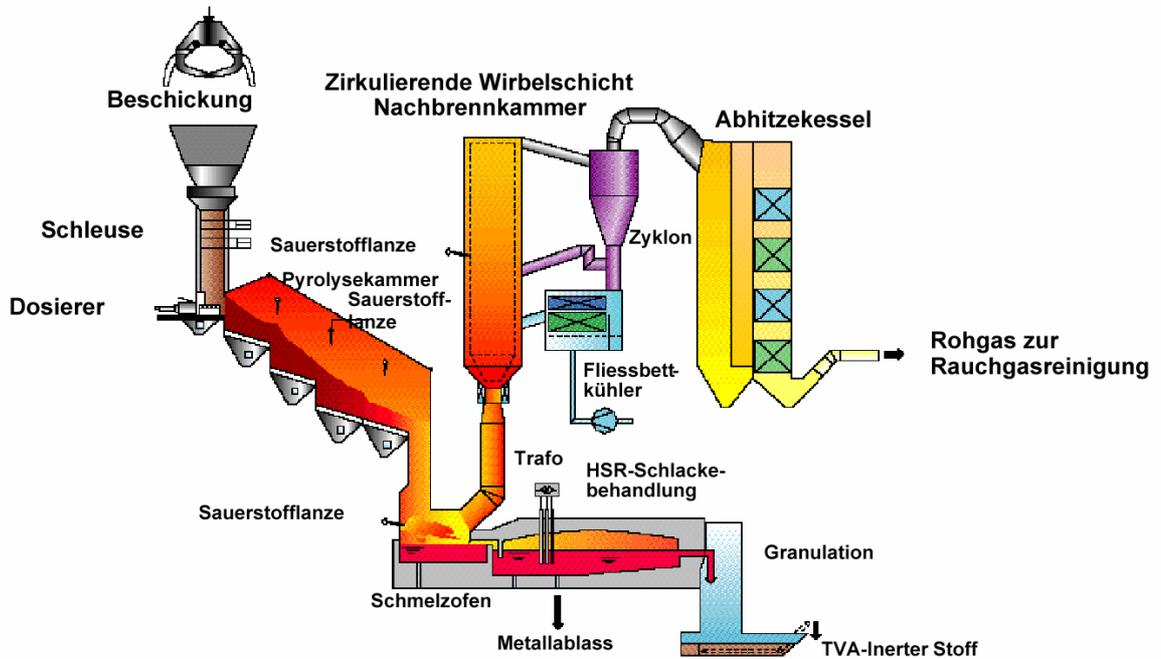 Zirkulierende Wirbelschicht
Nachbrennkammer
Beschickung
Abhitzekessel
Schleuse
Sauerstofflanze
Zyklon
Pyrolysekammer
Sauerstoff-
lanze
Dosierer
Rohgas zur
Rauchgasreinigung
Fliessbett-
kühler
Trafo
HSR-Schlacke-
behandlung
Sauerstofflanze
Granulation
Schmelzofen
Metallablass
TVA-Inerter Stoff